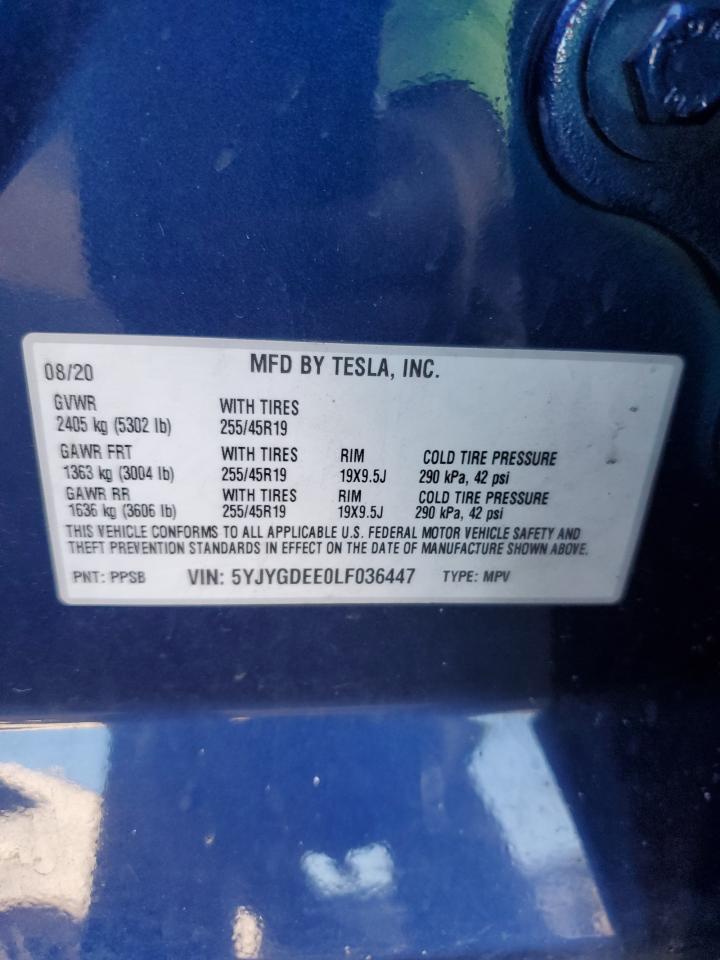 08/20 MFD BY TESLA, INC.
GVWR WITH TIRES
2405 kg (5302 lb) 255/45R19
GAWR FRT WITH TIRES RIM COLD TIRE PRESSURE
1363 kg (3004 lb) 255/45R19 19X9.5J 290 kPa, 42 psi
GAWR RR WITH TIRES RIM COLD TIRE PRESSURE
1636 kg (3606 lb) 255/45R19 19X9.5J 290 kPa, 42 psi
THIS VEHICLE CONFORMS TO ALL APPLICABLE U.S. FEDERAL MOTOR VEHICLE SAFETY AND
THEFT PREVENTION STANDARDS IN EFFECT ON THE DATE OF MANUFACTURE SHOWN ABOVE.
PNT: PPSB VIN: 5YJYGDEE0LF036447 TYPE: MPV